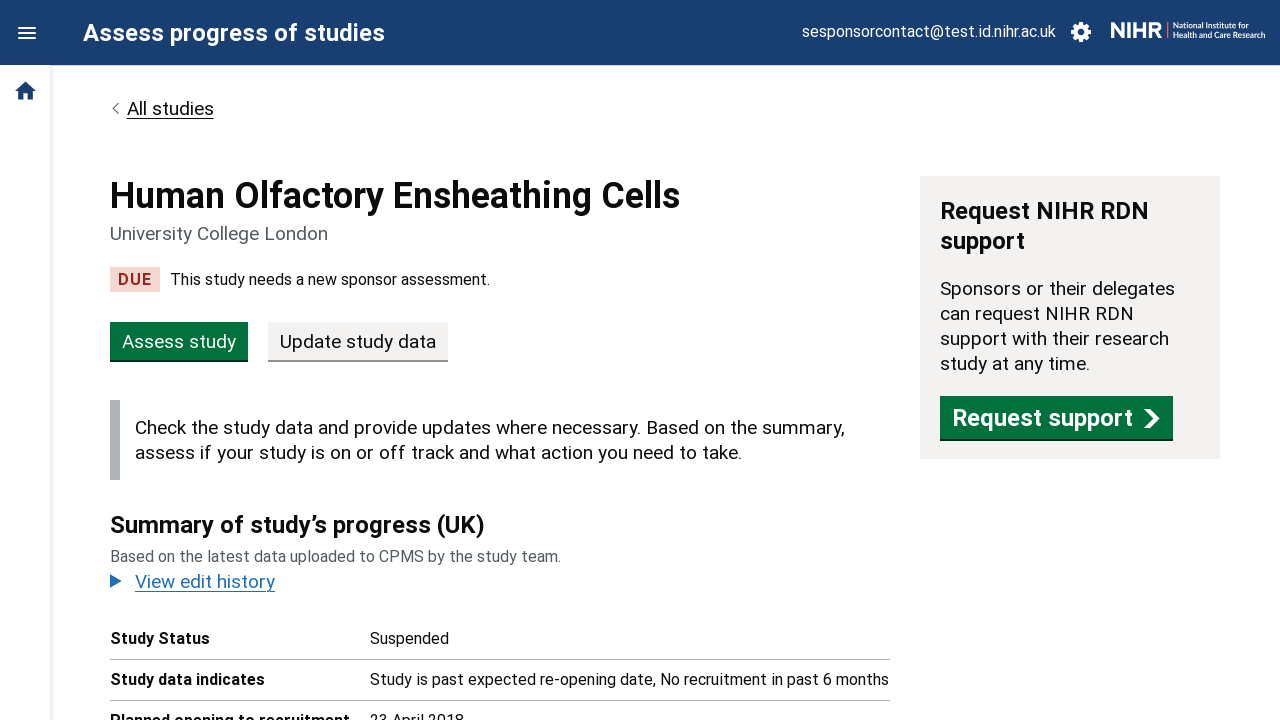 Assess progress of studies
sesponsorcontact@test.id.nihr.ac.uk
NIHR | National Institute for
Health and Care Research
All studies
Human Olfactory Ensheathing Cells
University College London
DUE This study needs a new sponsor assessment.
Assess study Update study data
Check the study data and provide updates where necessary. Based on the summary,
assess if your study is on or off track and what action you need to take.
Summary of study’s progress (UK)
Based on the latest data uploaded to CPMS by the study team.
View edit history
Study Status Suspended
Study data indicates Study is past expected re-opening date, No recruitment in past 6 months
Planned opening to recruitment 23 April 2018
Request NIHR RDN
support
Sponsors or their delegates
can request NIHR RDN
support with their research
study at any time.
Request support